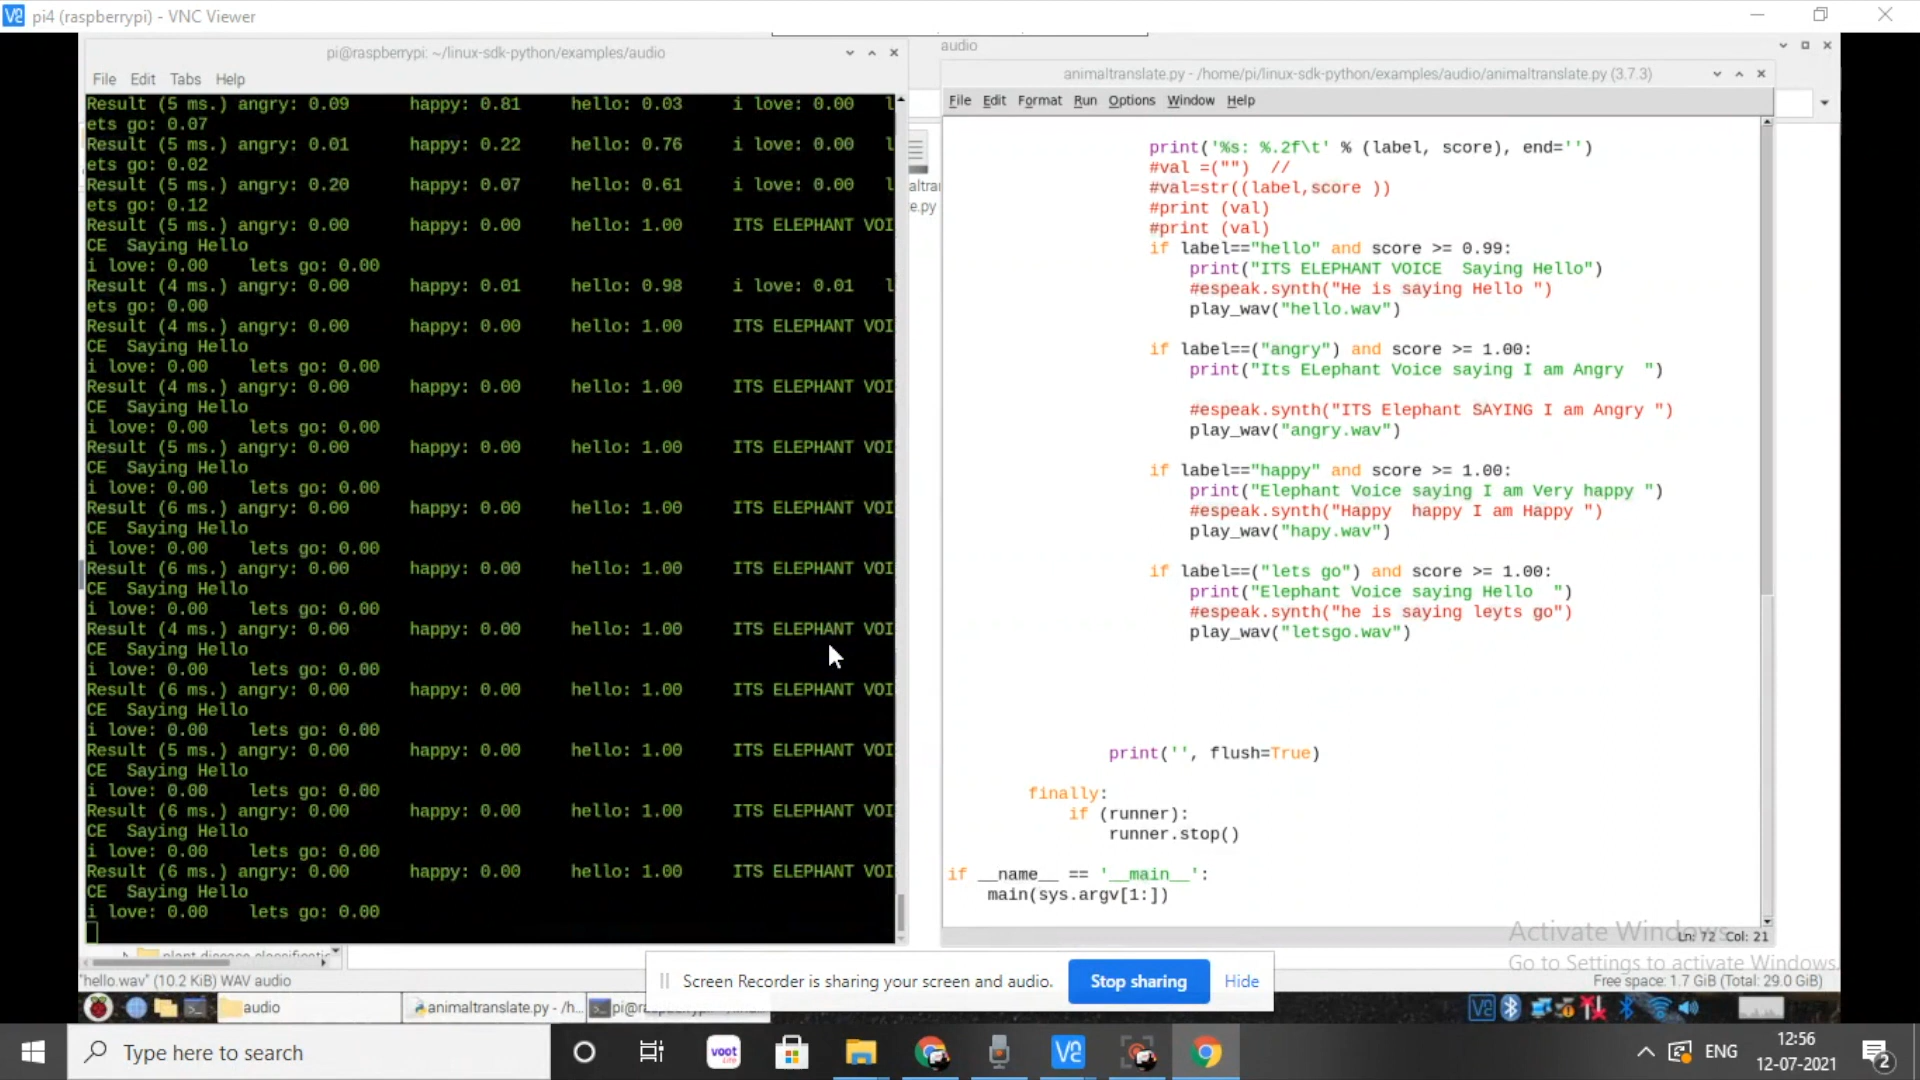 pi4 (raspberrypi) - VNC Viewer
pi@raspberrypi: ~/linux-sdk-python/examples/audio
File Edit Tabs Help
Result (5 ms.) angry: 0.09 happy: 0.81 hello: 0.03 i love: 0.00 l
ets go: 0.07
Result (5 ms.) angry: 0.01 happy: 0.22 hello: 0.76 i love: 0.00 l
ets go: 0.02
Result (5 ms.) angry: 0.20 happy: 0.07 hello: 0.61 i love: 0.00 l
ets go: 0.12
Result (5 ms.) angry: 0.00 happy: 0.00 hello: 1.00 ITS ELEPHANT VOI
CE Saying Hello
i love: 0.00 lets go: 0.00
Result (4 ms.) angry: 0.00 happy: 0.01 hello: 0.98 i love: 0.01 l
ets go: 0.00
Result (4 ms.) angry: 0.00 happy: 0.00 hello: 1.00 ITS ELEPHANT VOI
CE Saying Hello
i love: 0.00 lets go: 0.00
Result (4 ms.) angry: 0.00 happy: 0.00 hello: 1.00 ITS ELEPHANT VOI
CE Saying Hello
i love: 0.00 lets go: 0.00
Result (5 ms.) angry: 0.00 happy: 0.00 hello: 1.00 ITS ELEPHANT VOI
CE Saying Hello
i love: 0.00 lets go: 0.00
Result (6 ms.) angry: 0.00 happy: 0.00 hello: 1.00 ITS ELEPHANT VOI
CE Saying Hello
i love: 0.00 lets go: 0.00
Result (6 ms.) angry: 0.00 happy: 0.00 hello: 1.00 ITS ELEPHANT VOI
CE Saying Hello
i love: 0.00 lets go: 0.00
Result (4 ms.) angry: 0.00 happy: 0.00 hello: 1.00 ITS ELEPHANT VOI
CE Saying Hello
i love: 0.00 lets go: 0.00
Result (6 ms.) angry: 0.00 happy: 0.00 hello: 1.00 ITS ELEPHANT VOI
CE Saying Hello
i love: 0.00 lets go: 0.00
Result (5 ms.) angry: 0.00 happy: 0.00 hello: 1.00 ITS ELEPHANT VOI
CE Saying Hello
i love: 0.00 lets go: 0.00
Result (6 ms.) angry: 0.00 happy: 0.00 hello: 1.00 ITS ELEPHANT VOI
CE Saying Hello
i love: 0.00 lets go: 0.00
Result (6 ms.) angry: 0.00 happy: 0.00 hello: 1.00 ITS ELEPHANT VOI
CE Saying Hello
i love: 0.00 lets go: 0.00
"hello.wav" (10.2 KiB) WAV audio
audio
animaltranslate.py - /home/pi/linux-sdk-python/examples/audio/animaltranslate.py (3.7.3)
File Edit Format Run Options Window Help
altra
e.py
print('%s: %.2f\t' % (label, score), end='')
#val =("") //
#val=str((label,score ))
#print (val)
#print (val)
if label=="hello" and score >= 0.99:
print("ITS ELEPHANT VOICE  Saying Hello")
#espeak.synth("He is saying Hello ")
play_wav("hello.wav")
if label==("angry") and score >= 1.00:
print("Its ELephant Voice saying I am Angry  ")
#espeak.synth("ITS Elephant SAYING I am Angry ")
play_wav("angry.wav")
if label=="happy" and score >= 1.00:
print("Elephant Voice saying I am Very happy ")
#espeak.synth("Happy  happy I am Happy ")
play_wav("hapy.wav")
if label==("lets go") and score >= 1.00:
print("Elephant Voice saying Hello  ")
#espeak.synth("he is saying leyts go")
play_wav("letsgo.wav")
print('', flush=True)
finally:
if (runner):
runner.stop()
if __name__ == '__main__':
main(sys.argv[1:])
Activate Windows
Ln: 72 Col: 21
Go to Settings to activate Windows.
Free space: 1.7 GiB (Total: 29.0 GiB)
Screen Recorder is sharing your screen and audio. Stop sharing Hide
audio animaltranslate.py - /h...
Type here to search
voot
ENG
12:56
12-07-2021
2